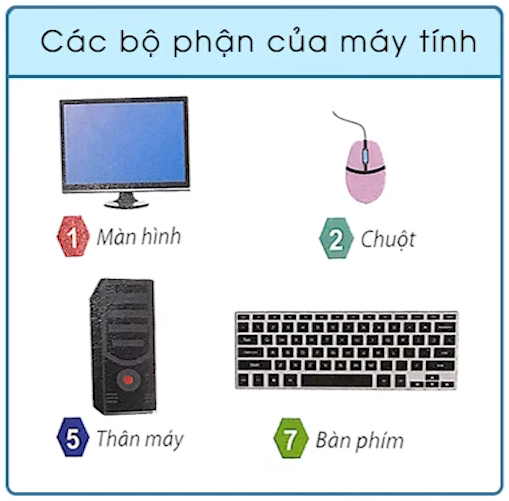 Các bộ phận của máy tính
1 Màn hình
2 Chuột
5 Thân máy
7 Bàn phím